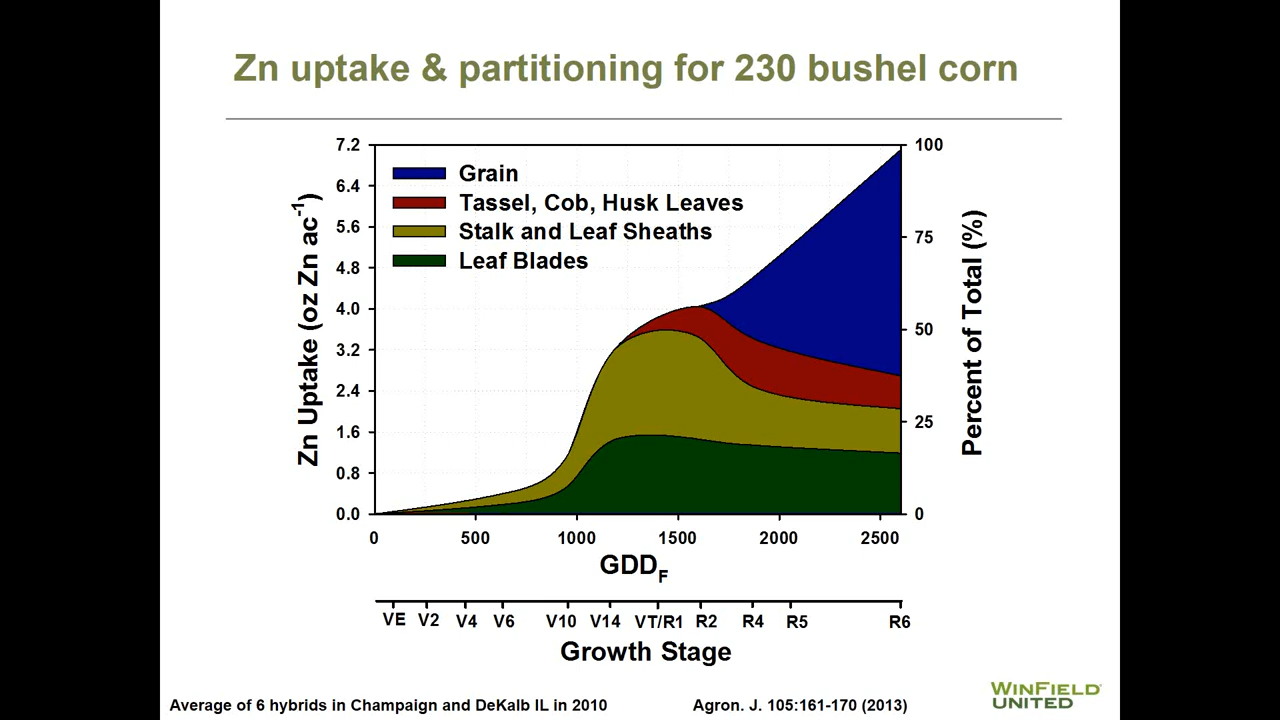 Zn uptake & partitioning for 230 bushel corn
7.2
6.4
5.6
4.8
4.0
3.2
2.4
1.6
0.8
0.0
Zn Uptake (oz Zn ac-1)
Grain
Tassel, Cob, Husk Leaves
Stalk and Leaf Sheaths
Leaf Blades
100
75
50
25
0
Percent of Total (%)
0 500 1000 1500 2000 2500
GDDF
VE V2 V4 V6 V10 V14 VT/R1 R2 R4 R5 R6
Growth Stage
Average of 6 hybrids in Champaign and DeKalb IL in 2010
Agron. J. 105:161-170 (2013)
WINFIELD
UNITED